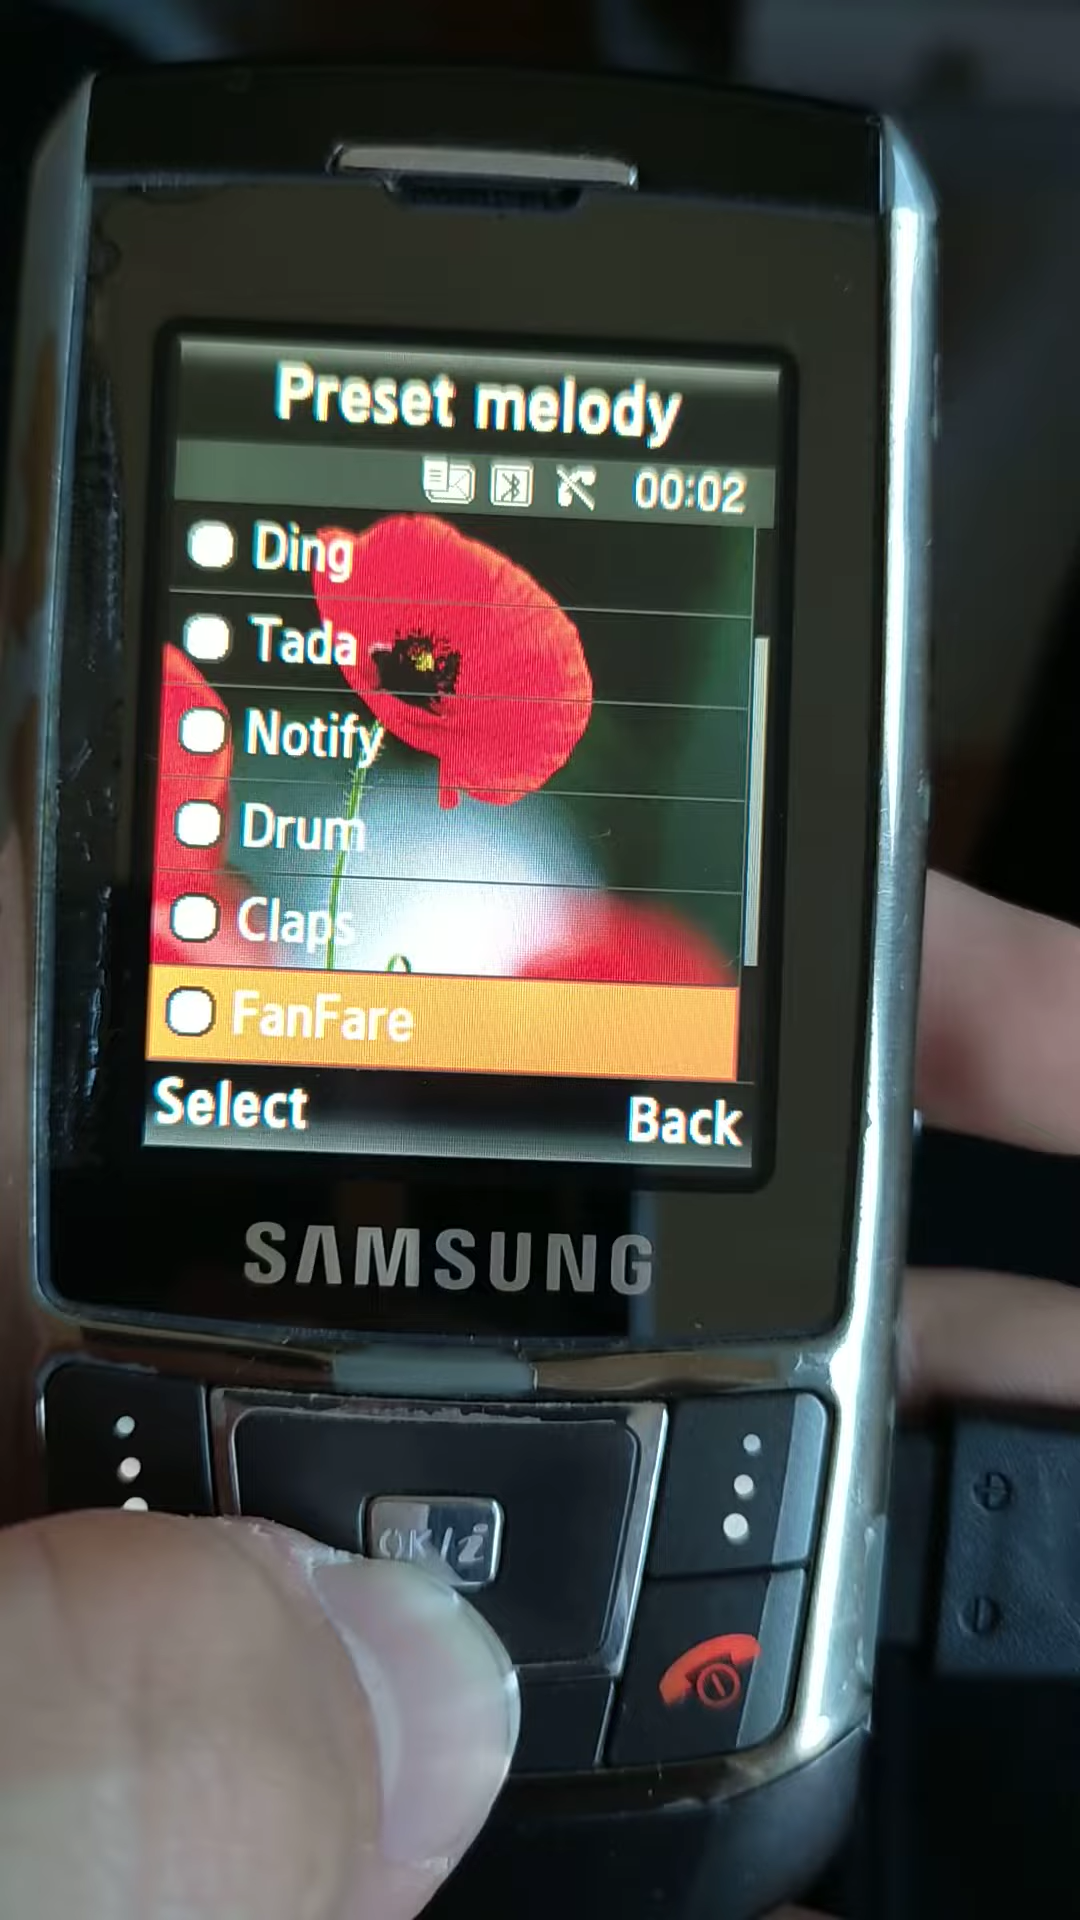 Preset melody
00:02
Ding
Tada
Notify
Drum
Claps
FanFare
Select Back
SAMSUNG
OK/i